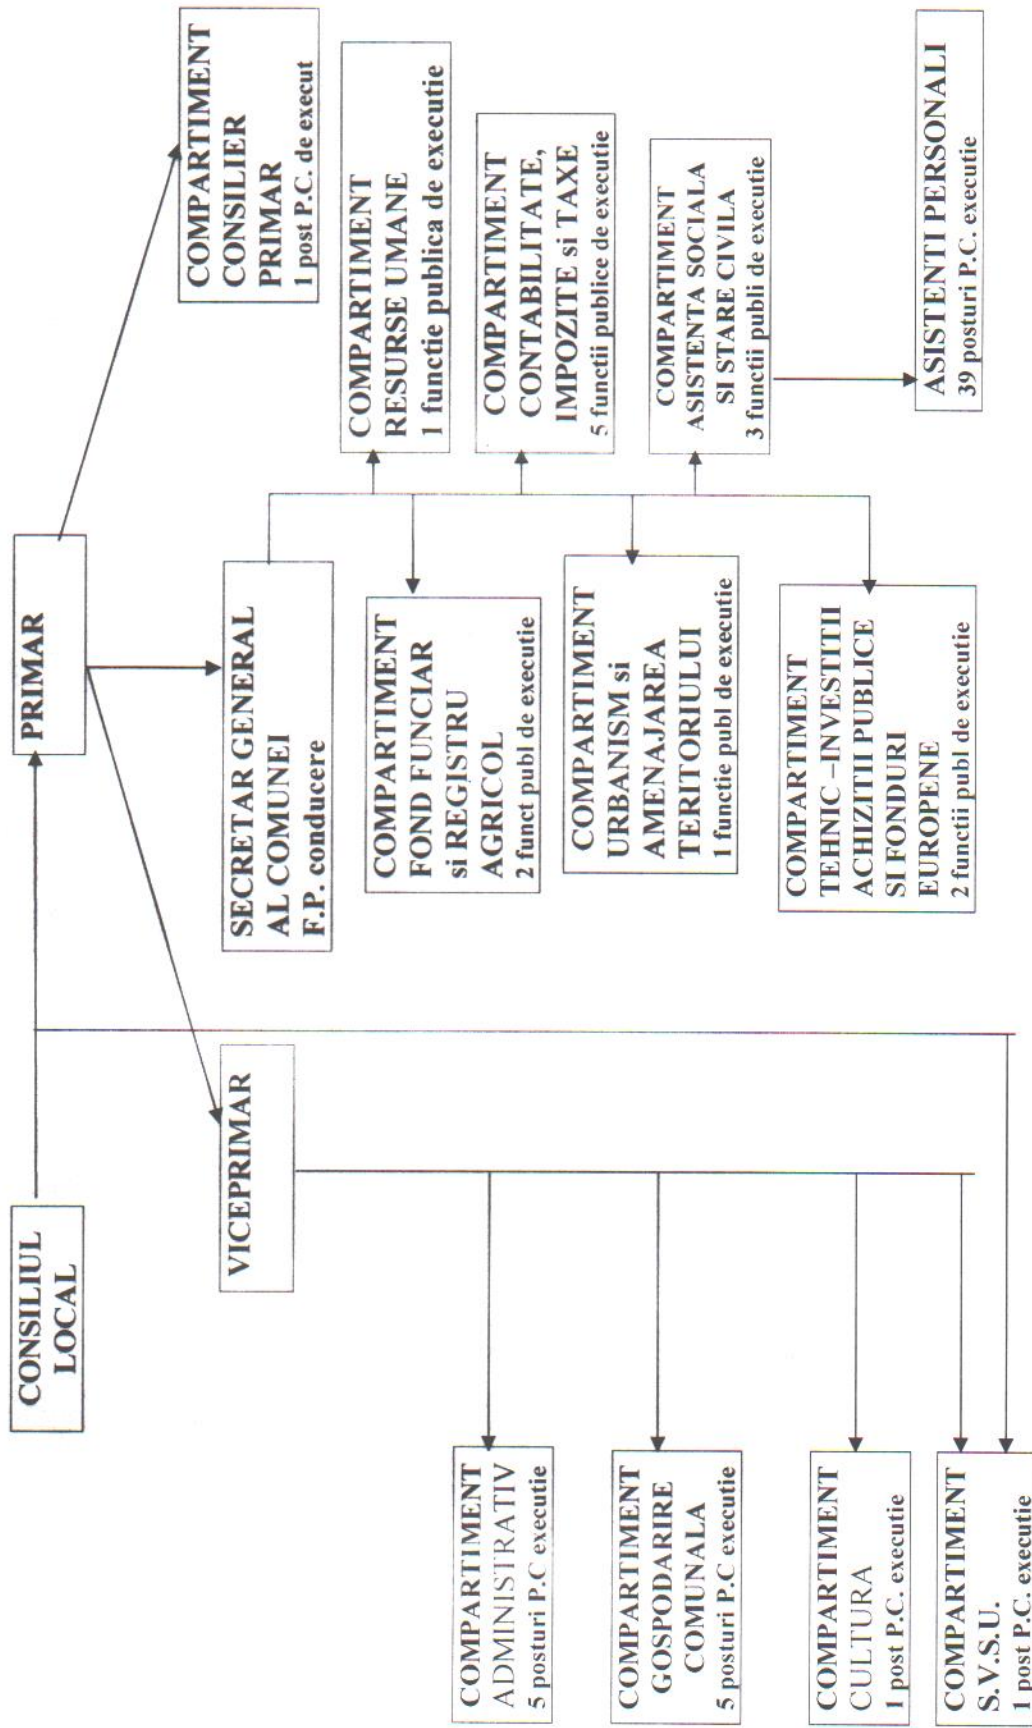 CONSILIUL
LOCAL
PRIMAR
VICEPRIMAR
SECRETAR GENERAL
AL COMUNEI
F.P. conducere
COMPARTIMENT
CONSILIER
PRIMAR
1 post P.C. de execut
COMPARTIMENT
RESURSE UMANE
1 functie publica de executie
COMPARTIMENT
FOND FUNCIAR
si REGISTRU
AGRICOL
2 funct publ de executie
COMPARTIMENT
CONTABILITATE,
IMPOZITE si TAXE
5 functii publice de executie
COMPARTIMENT
URBANISM si
AMENAJAREA
TERITORIULUI
1 functie publ de executie
COMPARTIMENT
ASISTENTA SOCIALA
SI STARE CIVILA
3 functii publi de executie
COMPARTIMENT
TEHNIC –INVESTITII
ACHIZITII PUBLICE
SI FONDURI
EUROPENE
2 functii publ de executie
ASISTENTI PERSONALI
39 posturi P.C. executie
COMPARTIMENT
ADMINISTRATIV
5 posturi P.C executie
COMPARTIMENT
GOSPODARIRE
COMUNALA
5 posturi P.C executie
COMPARTIMENT
CULTURA
1 post P.C. executie
COMPARTIMENT
S.V.S.U.
1 post P.C. executie